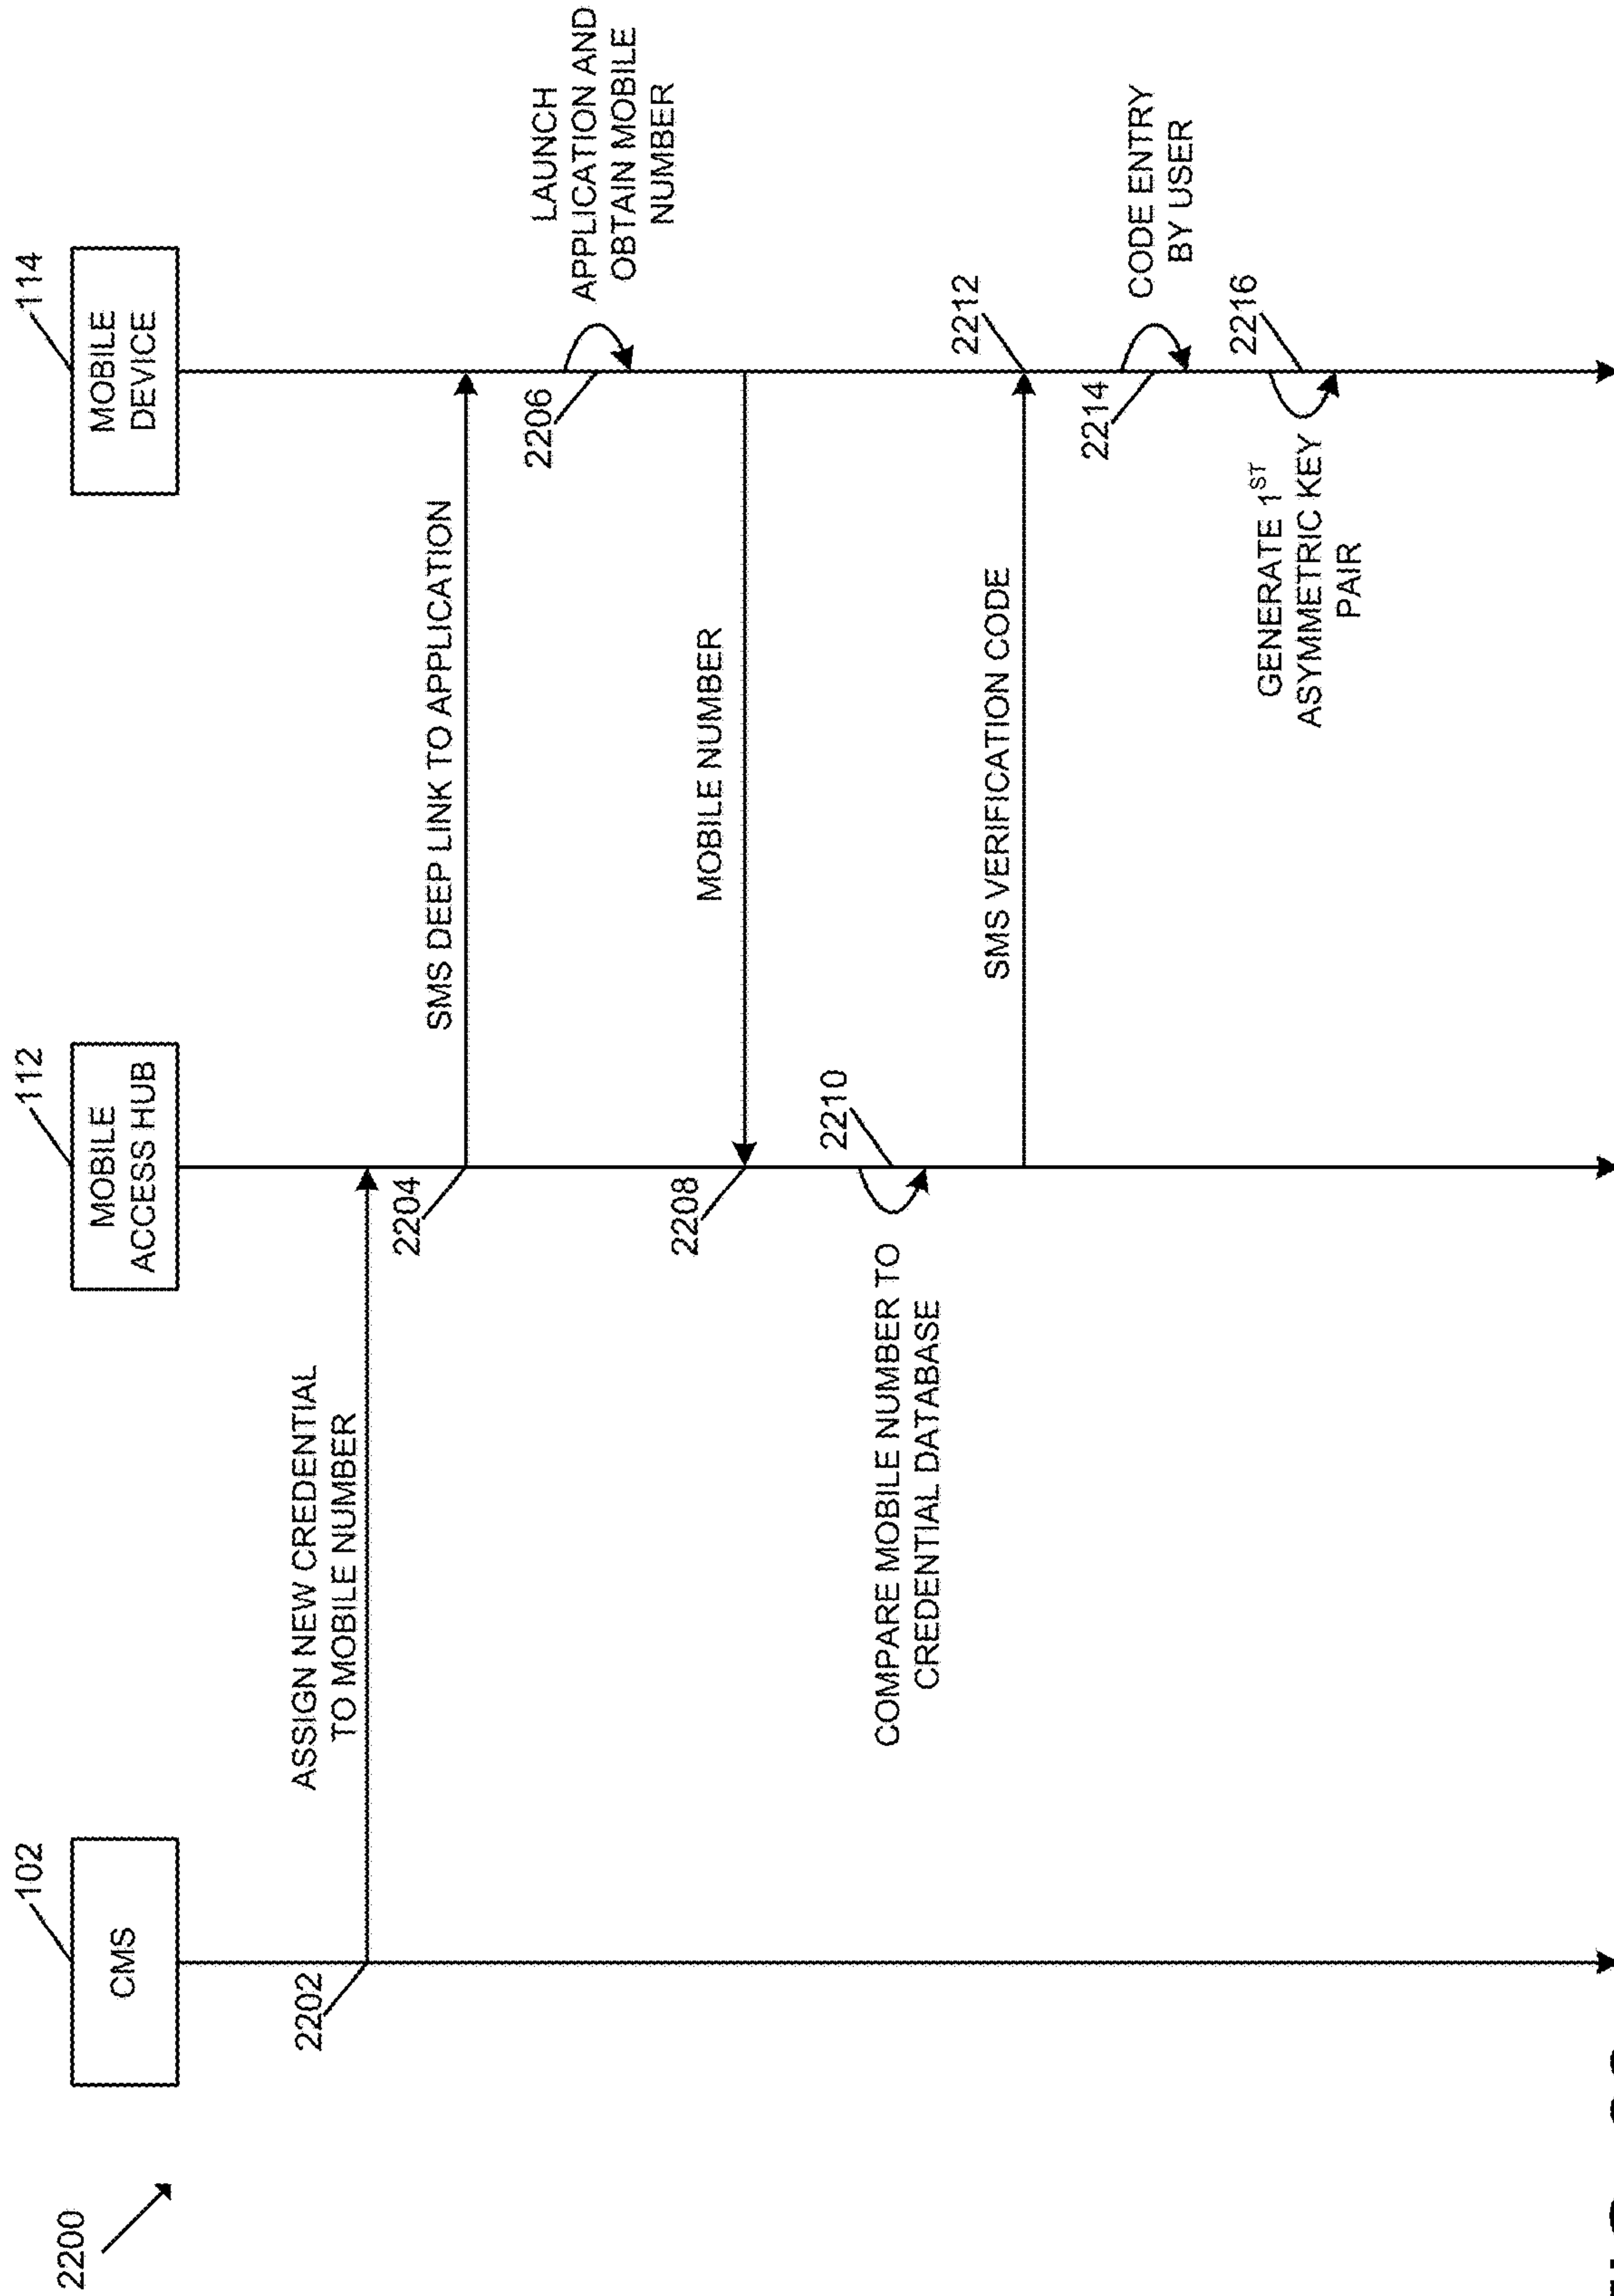 2200
102
CMS
112
MOBILE
ACCESS HUB
114
MOBILE
DEVICE
2202
ASSIGN NEW CREDENTIAL
TO MOBILE NUMBER
2204
SMS DEEP LINK TO APPLICATION
2206
LAUNCH
APPLICATION AND
OBTAIN MOBILE
NUMBER
2208
MOBILE NUMBER
2210
COMPARE MOBILE NUMBER TO
CREDENTIAL DATABASE
SMS VERIFICATION CODE
2212
2214
CODE ENTRY
BY USER
2216
GENERATE 1ST
ASYMMETRIC KEY
PAIR